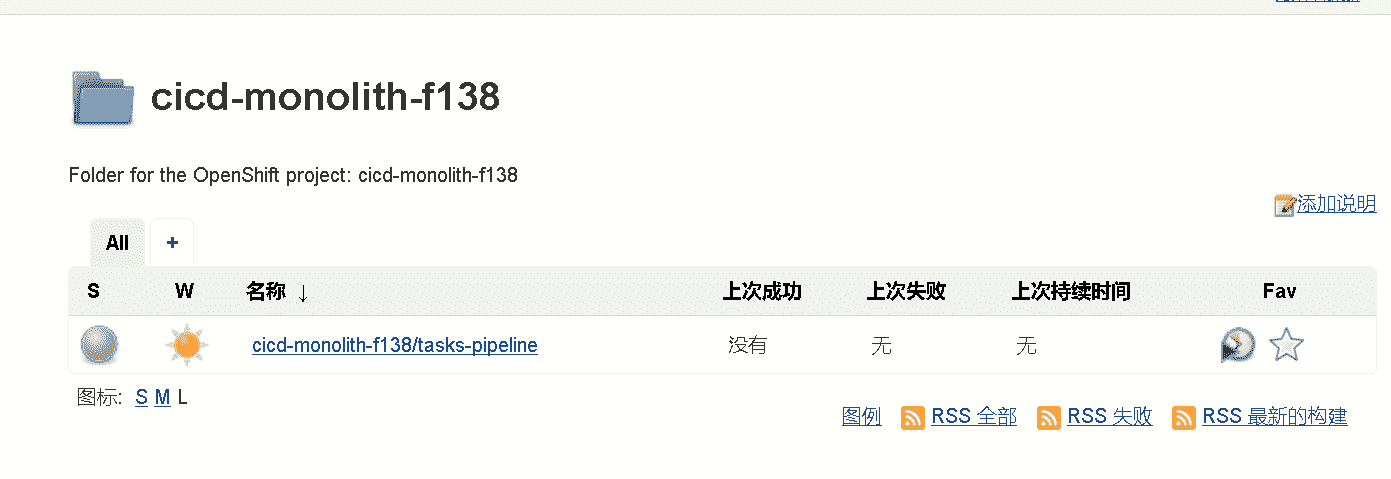 cicd-monolith-f138
Folder for the OpenShift project: cicd-monolith-f138
添加说明
All +
S W 名称 ↓ 上次成功 上次失败 上次持续时间 Fav
cicd-monolith-f138/tasks-pipeline 没有 无 无
图标: S M L
图例 RSS 全部 RSS 失败 RSS 最新的构建